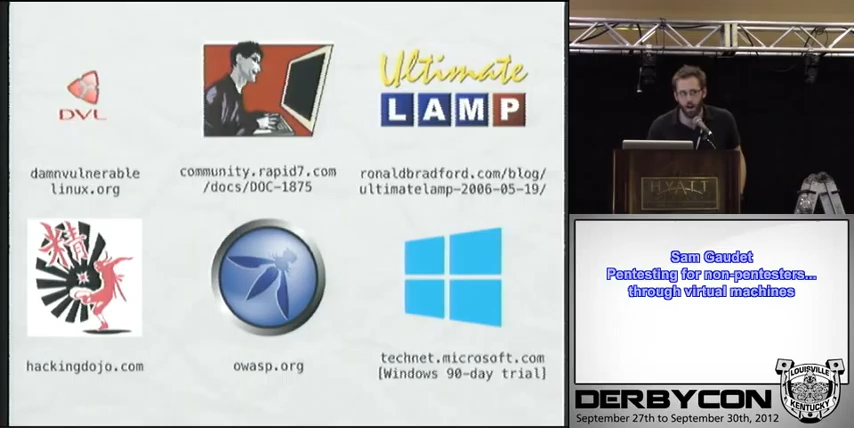 DVL
Ultimate
LAMP
damnvulnerable
linux.org
community.rapid7.com
/docs/DOC-1875
ronaldbradford.com/blog/
ultimatelamp-2006-05-19/
精
hackingdojo.com
owasp.org
technet.microsoft.com
[Windows 90-day trial]
HYATT
Sam Gaudet
Pentesting for non-pentesters...
through virtual machines
DERBYCON
September 27th to September 30th, 2012
LOUISVILLE
KENTUCKY